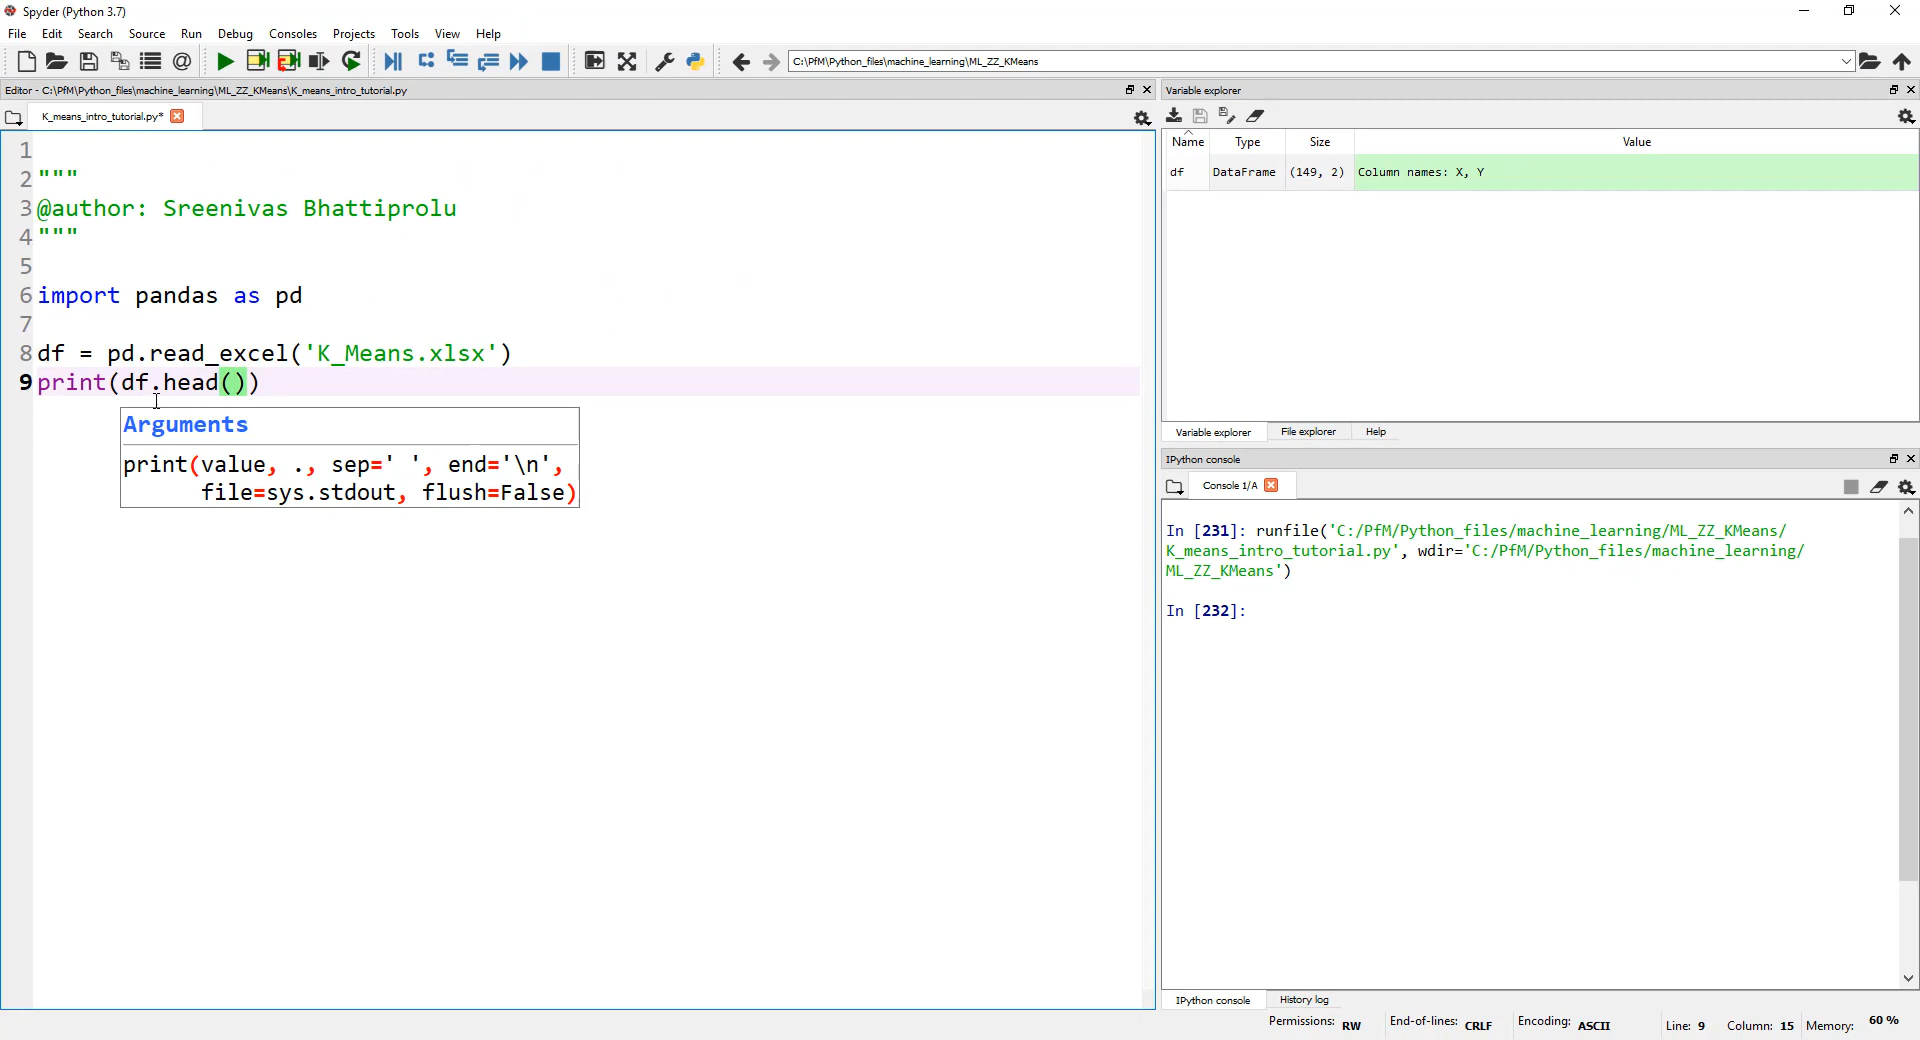 Spyder (Python 3.7)
File Edit Search Source Run Debug Consoles Projects Tools View Help
C:\PfM\Python_files\machine_learning\ML_ZZ_KMeans
Editor - C:\PfM\Python_files\machine_learning\ML_ZZ_KMeans\K_means_intro_tutorial.py
K_means_intro_tutorial.py*
1
2 """
3 @author: Sreenivas Bhattiprolu
4 """
5
6 import pandas as pd
7
8 df = pd.read_excel('K_Means.xlsx')
9 print(df.head())
Arguments
print(value, ., sep=' ', end='\n',
file=sys.stdout, flush=False)
Variable explorer
Name Type Size Value
df DataFrame (149, 2) Column names: X, Y
Variable explorer File explorer Help
IPython console
Console 1/A
In [231]: runfile('C:/PfM/Python_files/machine_learning/ML_ZZ_KMeans/
K_means_intro_tutorial.py', wdir='C:/PfM/Python_files/machine_learning/
ML_ZZ_KMeans')
In [232]:
IPython console History log
Permissions: RW End-of-lines: CRLF Encoding: ASCII Line: 9 Column: 15 Memory: 60 %